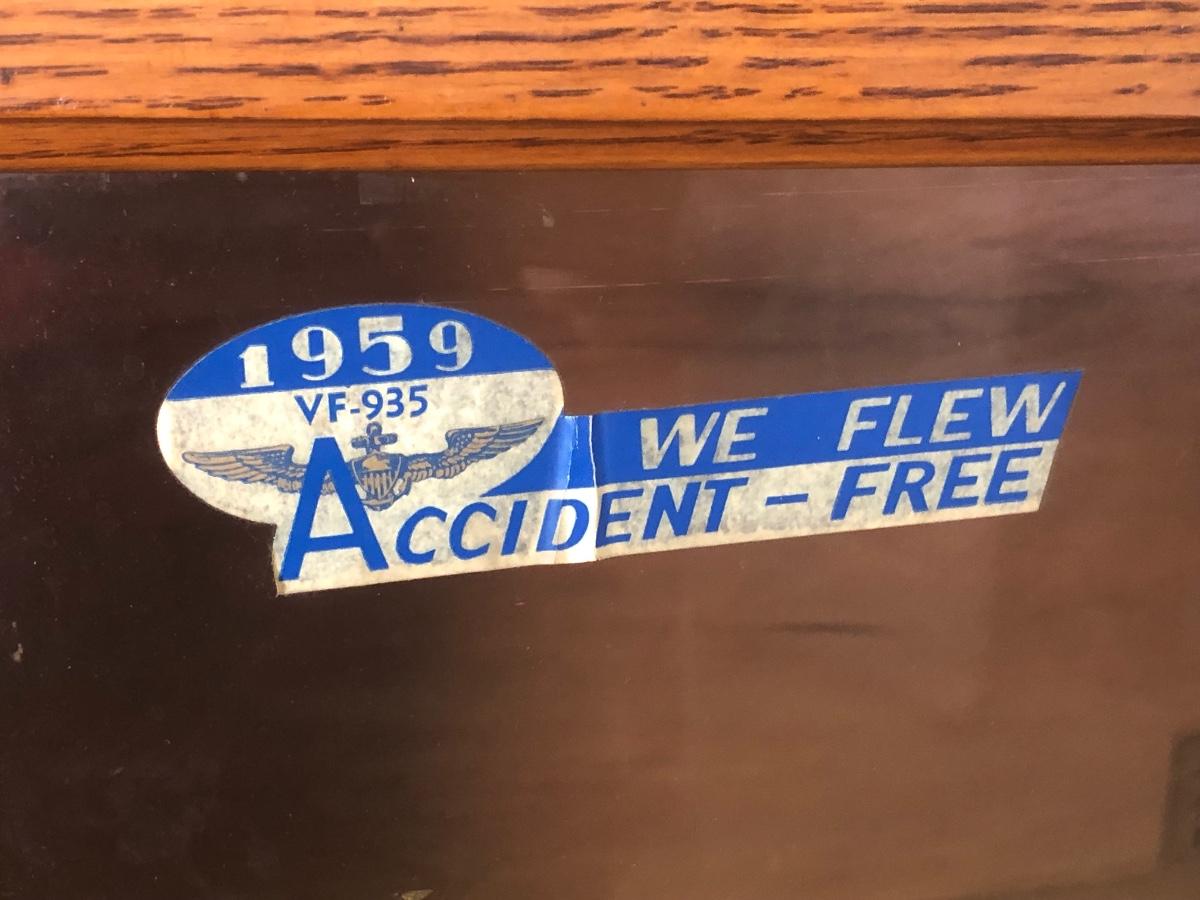 1959
VF-935
WE FLEW
ACCIDENT - FREE